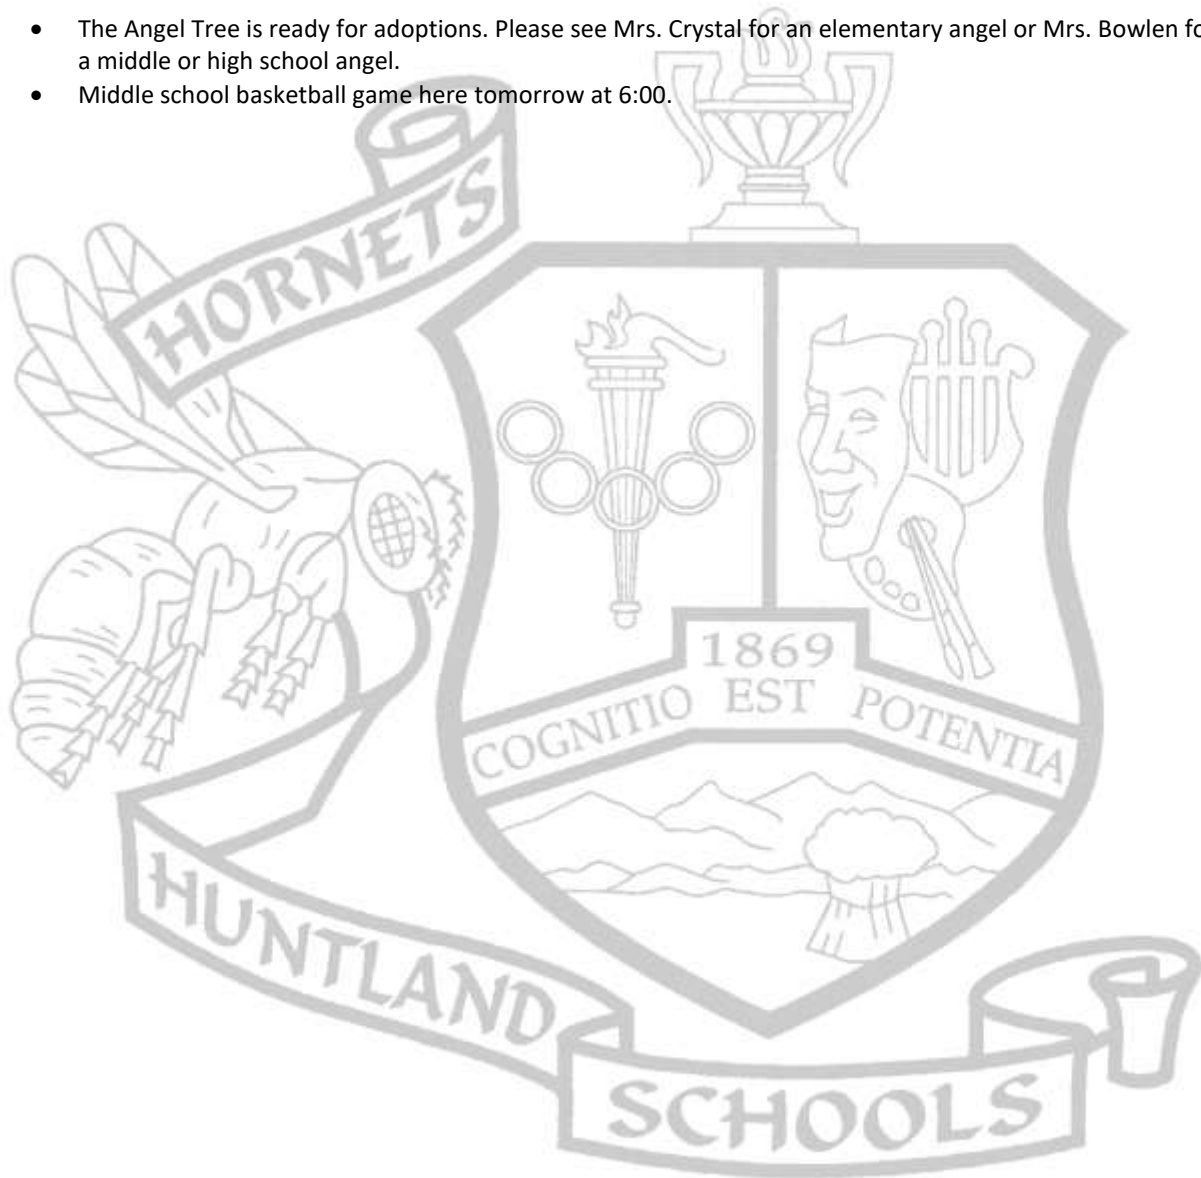 • The Angel Tree is ready for adoptions. Please see Mrs. Crystal for an elementary angel or Mrs. Bowlen fo
a middle or high school angel.
• Middle school basketball game here tomorrow at 6:00.
HORNETS
1869
COGNITIO EST POTENTIA
HUNTLAND
SCHOOLS